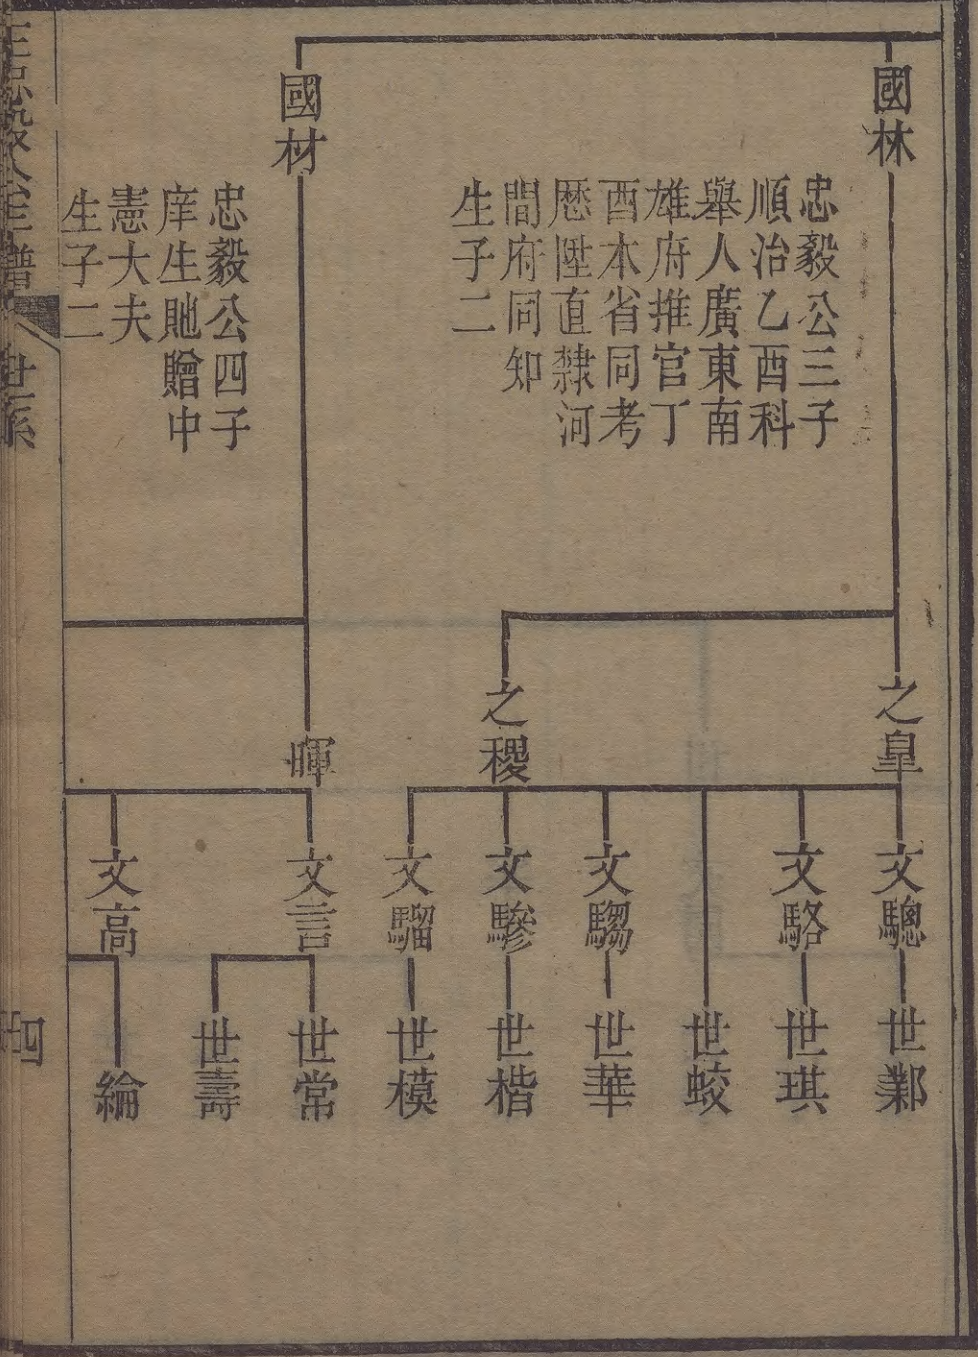 國林
忠毅公三子
順治乙酉科
舉人廣東南
雄府推官丁
酉本省同考
歷陞直隸河
間府同知
生子二
國材
忠毅公四子
庠生貤贈中
憲大夫
生子二
之皐
之稷
暉
文驄
文駱
文騶
文驂
文騮
文言
文高
世鄴
世琪
世蛟
世華
世楷
世模
世常
世壽
綸
世系
四